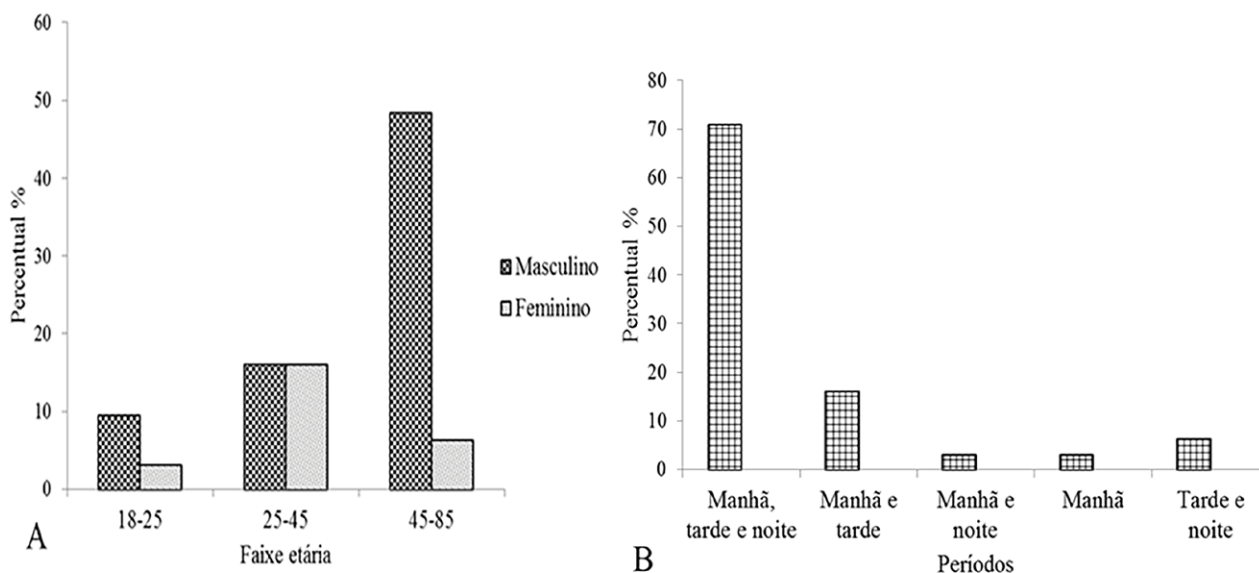 60
50
40
30
20
10
0
Percentual %
18-25
25-45
45-85
Faixe etária
A
Masculino
Feminino
80
70
60
50
40
30
20
10
0
Percentual %
Manhã,
tarde e noite
Manhã e
tarde
Manhã e
noite
Manhã
Tarde e
noite
Períodos
B